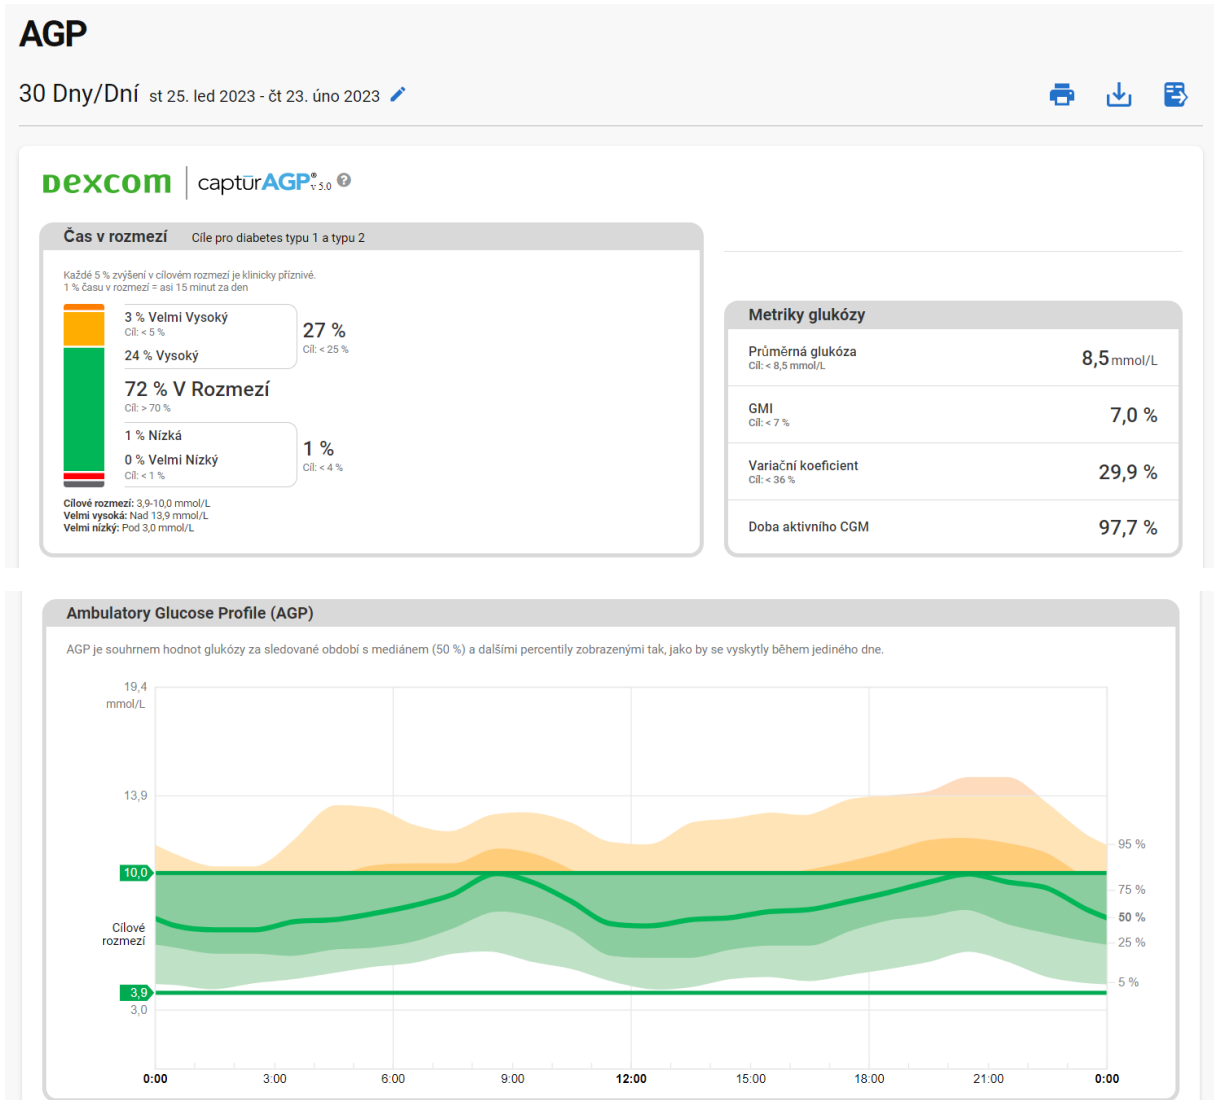 AGP
30 Dny/Dní st 25. led 2023 - čt 23. úno 2023
Dexcom captūrAGP® v 5.0 ?
Čas v rozmezí Cíle pro diabetes typu 1 a typu 2
Každé 5 % zvýšení v cílovém rozmezí je klinicky příznivé.
1 % času v rozmezí = asi 15 minut za den
3 % Velmi Vysoký
Cíl: < 5 %
24 % Vysoký
27 %
Cíl: < 25 %
72 % V Rozmezí
Cíl: > 70 %
1 % Nízká
0 % Velmi Nízký
Cíl: < 1 %
1 %
Cíl: < 4 %
Cílové rozmezí: 3,9-10,0 mmol/L
Velmi vysoká: Nad 13,9 mmol/L
Velmi nízký: Pod 3,0 mmol/L
Metriky glukózy
Průměrná glukóza
Cíl: < 8,5 mmol/L
8,5 mmol/L
GMI
Cíl: < 7 %
7,0 %
Variační koeficient
Cíl: < 36 %
29,9 %
Doba aktivního CGM
97,7 %
Ambulatory Glucose Profile (AGP)
AGP je souhrnem hodnot glukózy za sledované období s mediánem (50 %) a dalšími percentily zobrazenými tak, jako by se vyskytly během jediného dne.
19,4
mmol/L
13,9
10,0
Cílové
rozmezí
3,9
3,0
95 %
75 %
50 %
25 %
5 %
0:00 3:00 6:00 9:00 12:00 15:00 18:00 21:00 0:00